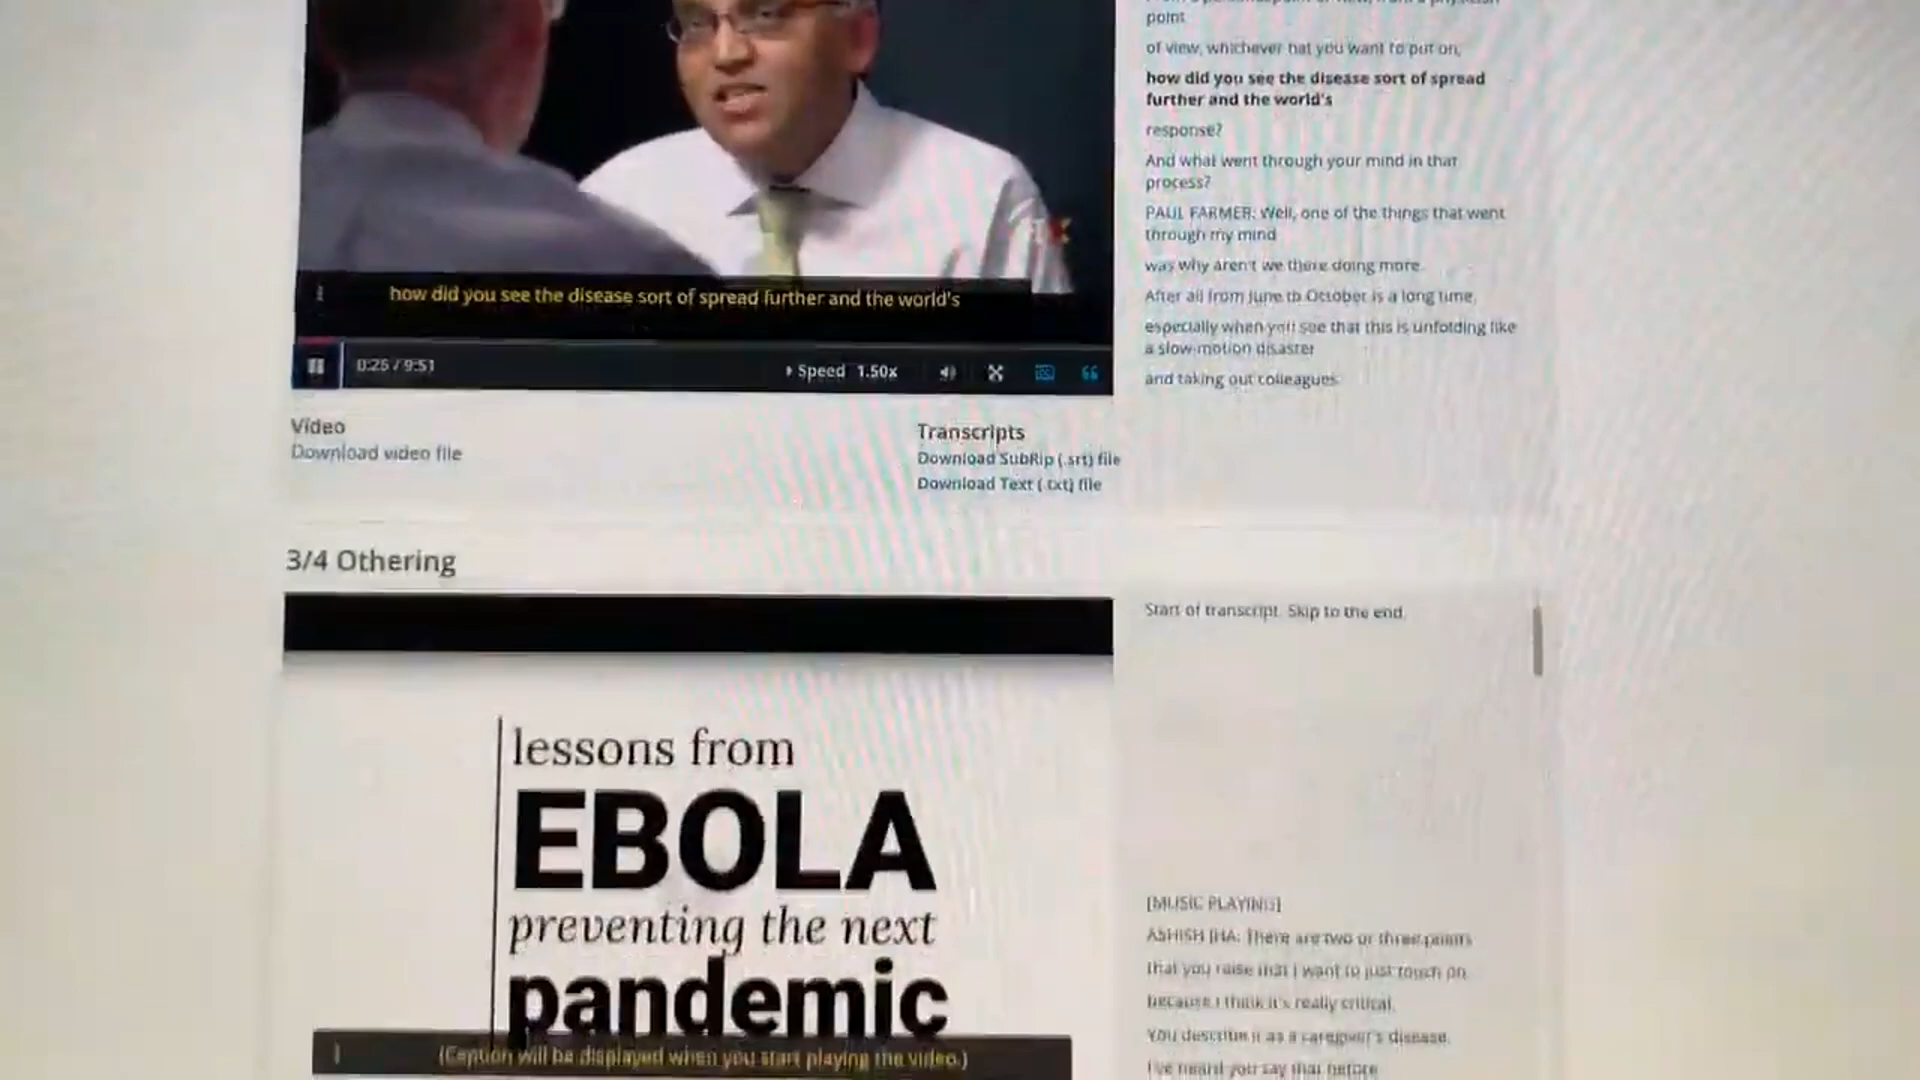 point
of view, whichever hat you want to put on,
how did you see the disease sort of spread
further and the world's
response?
And what went through your mind in that
process?
PAUL FARMER: Well, one of the things that went
through my mind
was why aren't we there doing more.
After all from June to October is a long time,
especially when you see that this is unfolding like
a slow-motion disaster
and taking out colleagues.
how did you see the disease sort of spread further and the world's
0:25 / 9:51
Speed 1.50x
Video
Download video file
Transcripts
Download SubRip (.srt) file
Download Text (.txt) file
3/4 Othering
Start of transcript. Skip to the end.
lessons from
EBOLA
preventing the next
pandemic
(Caption will be displayed when you start playing the video.)
[MUSIC PLAYING]
ASHISH JHA: There are two or three points
that you raise that I want to just touch on
because I think it's really critical.
You describe it as a caregiver's disease.
I've heard you say that before